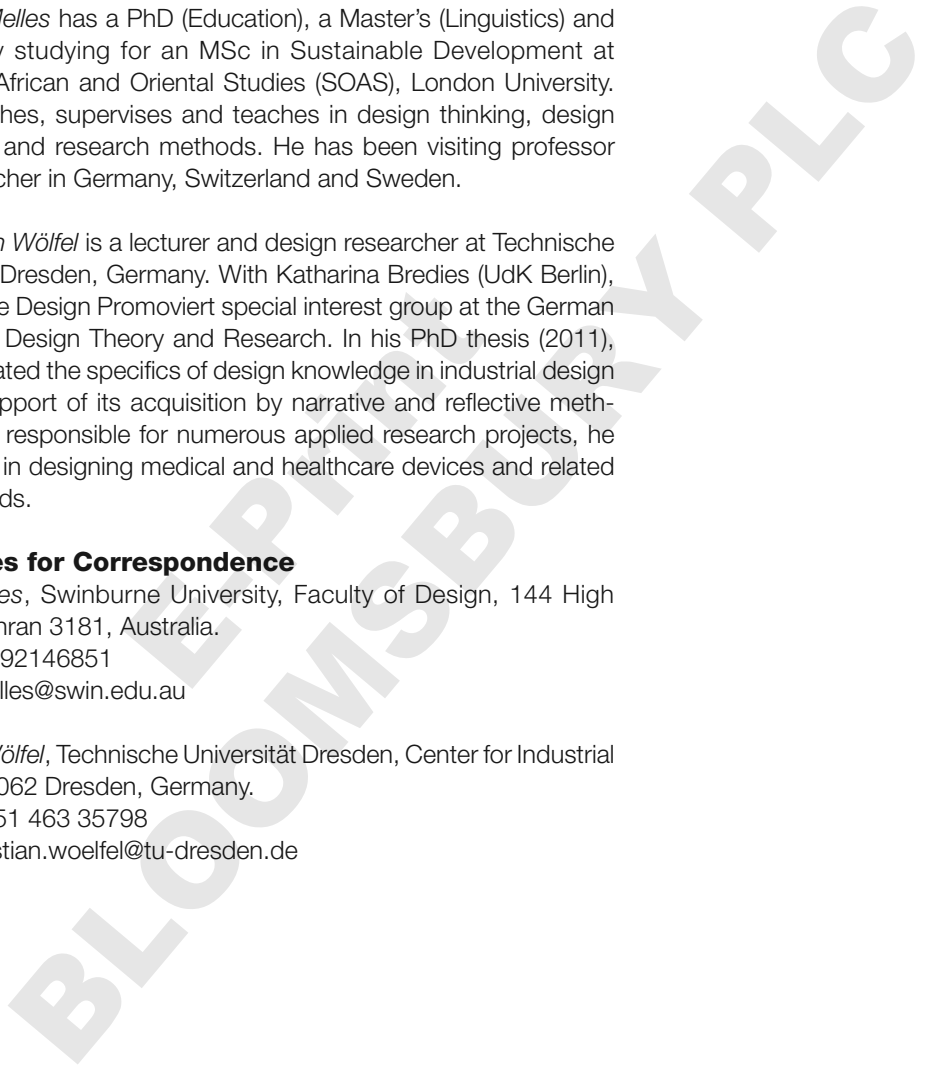 Melles has a PhD (Education), a Master's (Linguistics) and
y studying for an MSc in Sustainable Development at
African and Oriental Studies (SOAS), London University.
hes, supervises and teaches in design thinking, design
and research methods. He has been visiting professor
cher in Germany, Switzerland and Sweden.
n Wölfel is a lecturer and design researcher at Technische
Dresden, Germany. With Katharina Bredies (UdK Berlin),
e Design Promoviert special interest group at the German
Design Theory and Research. In his PhD thesis (2011),
ated the specifics of design knowledge in industrial design
pport of its acquisition by narrative and reflective meth-
responsible for numerous applied research projects, he
in designing medical and healthcare devices and related
ds.
es for Correspondence
es, Swinburne University, Faculty of Design, 144 High
hran 3181, Australia.
92146851
lles@swin.edu.au
Wölfel, Technische Universität Dresden, Center for Industrial
062 Dresden, Germany.
51 463 35798
stian.woelfel@tu-dresden.de
E-Print
BLOOMSBURY PLC